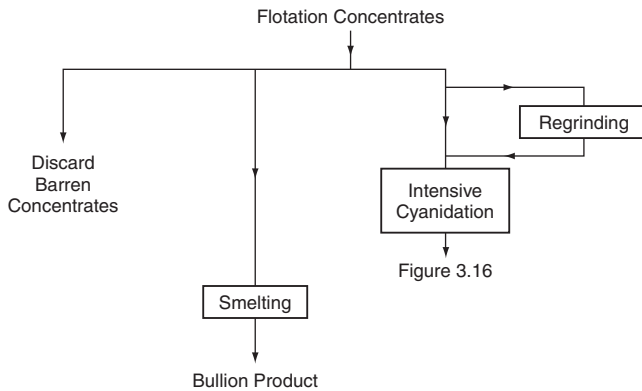 Flotation Concentrates
Regrinding
Discard
Barren
Concentrates
Intensive
Cyanidation
Figure 3.16
Smelting
Bullion Product